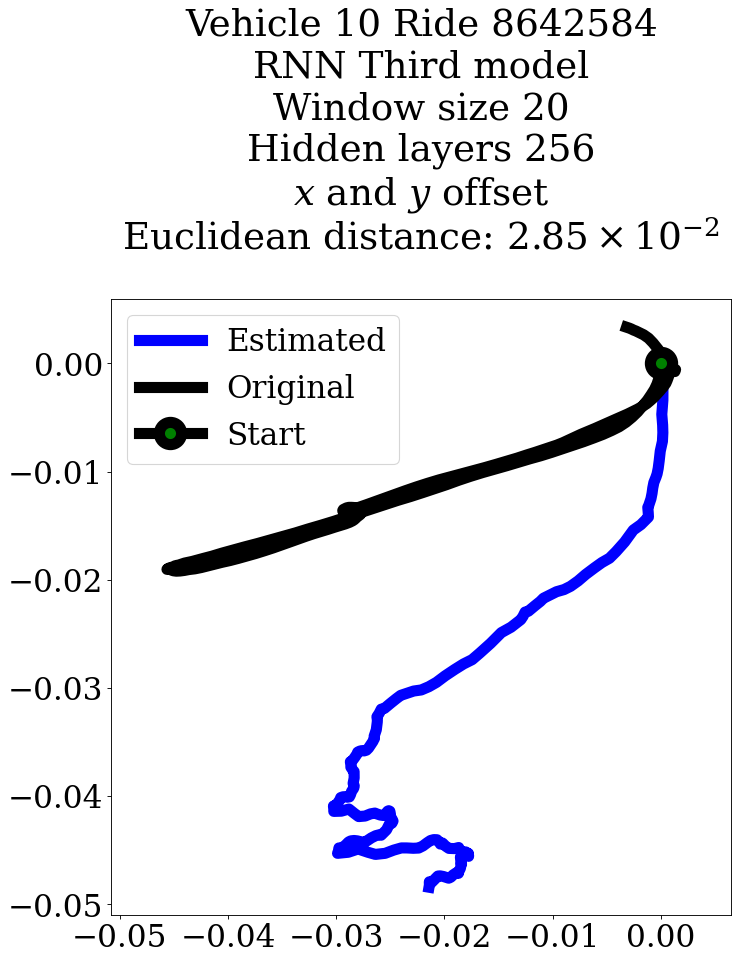 Vehicle 10 Ride 8642584
RNN Third model
Window size 20
Hidden layers 256
x and y offset
Euclidean distance: 2.85 × 10⁻²
Estimated
Original
Start
0.00
−0.01
−0.02
−0.03
−0.04
−0.05
−0.05 −0.04 −0.03 −0.02 −0.01 0.00